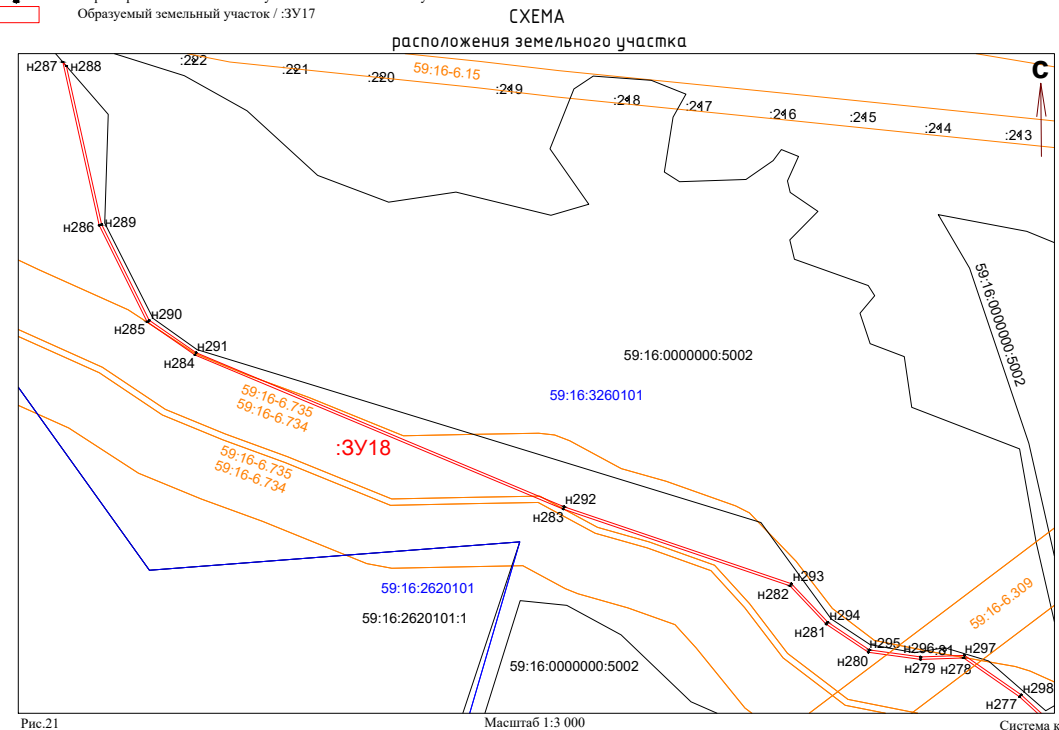 Образуемый земельный участок / :ЗУ17
СХЕМА
расположения земельного участка
н287
н288
:222
:221
:220
59:16-6.15
:219
:218
:217
:216
:245
:214
:213
С
н286
н289
н290
н285
н291
н284
59:16:0000000:5002
59:16:0000000:5002
59:16:3260101
59:16-6.735
59:16-6.734
:ЗУ18
59:16-6.735
59:16-6.734
н292
н283
59:16:2620101
59:16:2620101:1
59:16:0000000:5002
н293
н282
59:16-6.309
н294
н281
н295
н280
н296
:81
н297
н279
н278
н298
н277
Рис.21
Масштаб 1:3 000
Система к